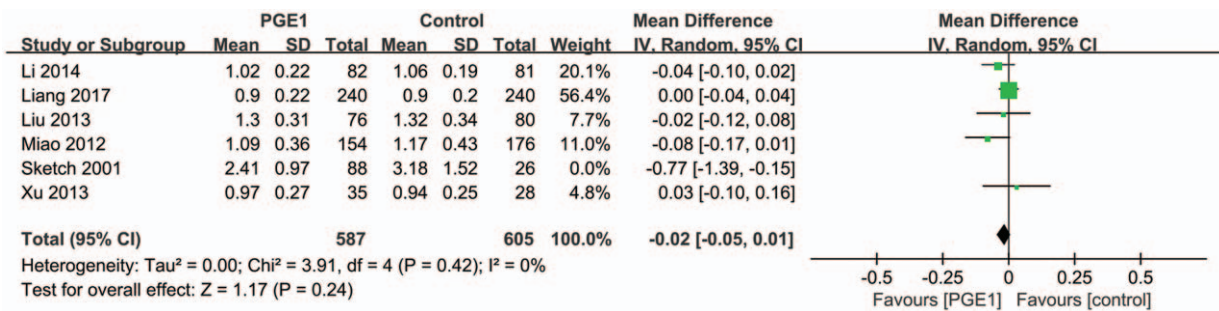 PGE1 Control Mean Difference Mean Difference
Study or Subgroup Mean SD Total Mean SD Total Weight IV, Random, 95% CI IV, Random, 95% CI
Li 2014 1.02 0.22 82 1.06 0.19 81 20.1% -0.04 [-0.10, 0.02]
Liang 2017 0.9 0.22 240 0.9 0.2 240 56.4% 0.00 [-0.04, 0.04]
Liu 2013 1.3 0.31 76 1.32 0.34 80 7.7% -0.02 [-0.12, 0.08]
Miao 2012 1.09 0.36 154 1.17 0.43 176 11.0% -0.08 [-0.17, 0.01]
Sketch 2001 2.41 0.97 88 3.18 1.52 26 0.0% -0.77 [-1.39, -0.15]
Xu 2013 0.97 0.27 35 0.94 0.25 28 4.8% 0.03 [-0.10, 0.16]
Total (95% CI) 587 605 100.0% -0.02 [-0.05, 0.01]
Heterogeneity: Tau² = 0.00; Chi² = 3.91, df = 4 (P = 0.42); I² = 0%
Test for overall effect: Z = 1.17 (P = 0.24)
-0.5 -0.25 0 0.25 0.5
Favours [PGE1] Favours [control]